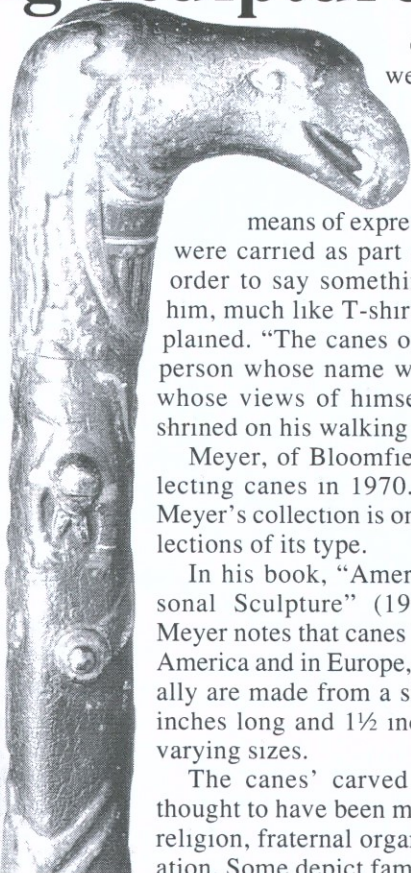 means of expre
were carried as part
order to say somethi
him, much like T-shir
plained. “The canes o
person whose name w
whose views of himse
shrined on his walking
Meyer, of Bloomfie
lecting canes in 1970.
Meyer’s collection is on
lections of its type.
In his book, “Amer
sonal Sculpture” (19
Meyer notes that canes
America and in Europe,
ally are made from a s
inches long and 1½ inc
varying sizes.
The canes’ carved
thought to have been m
religion, fraternal organ
ation. Some depict fam